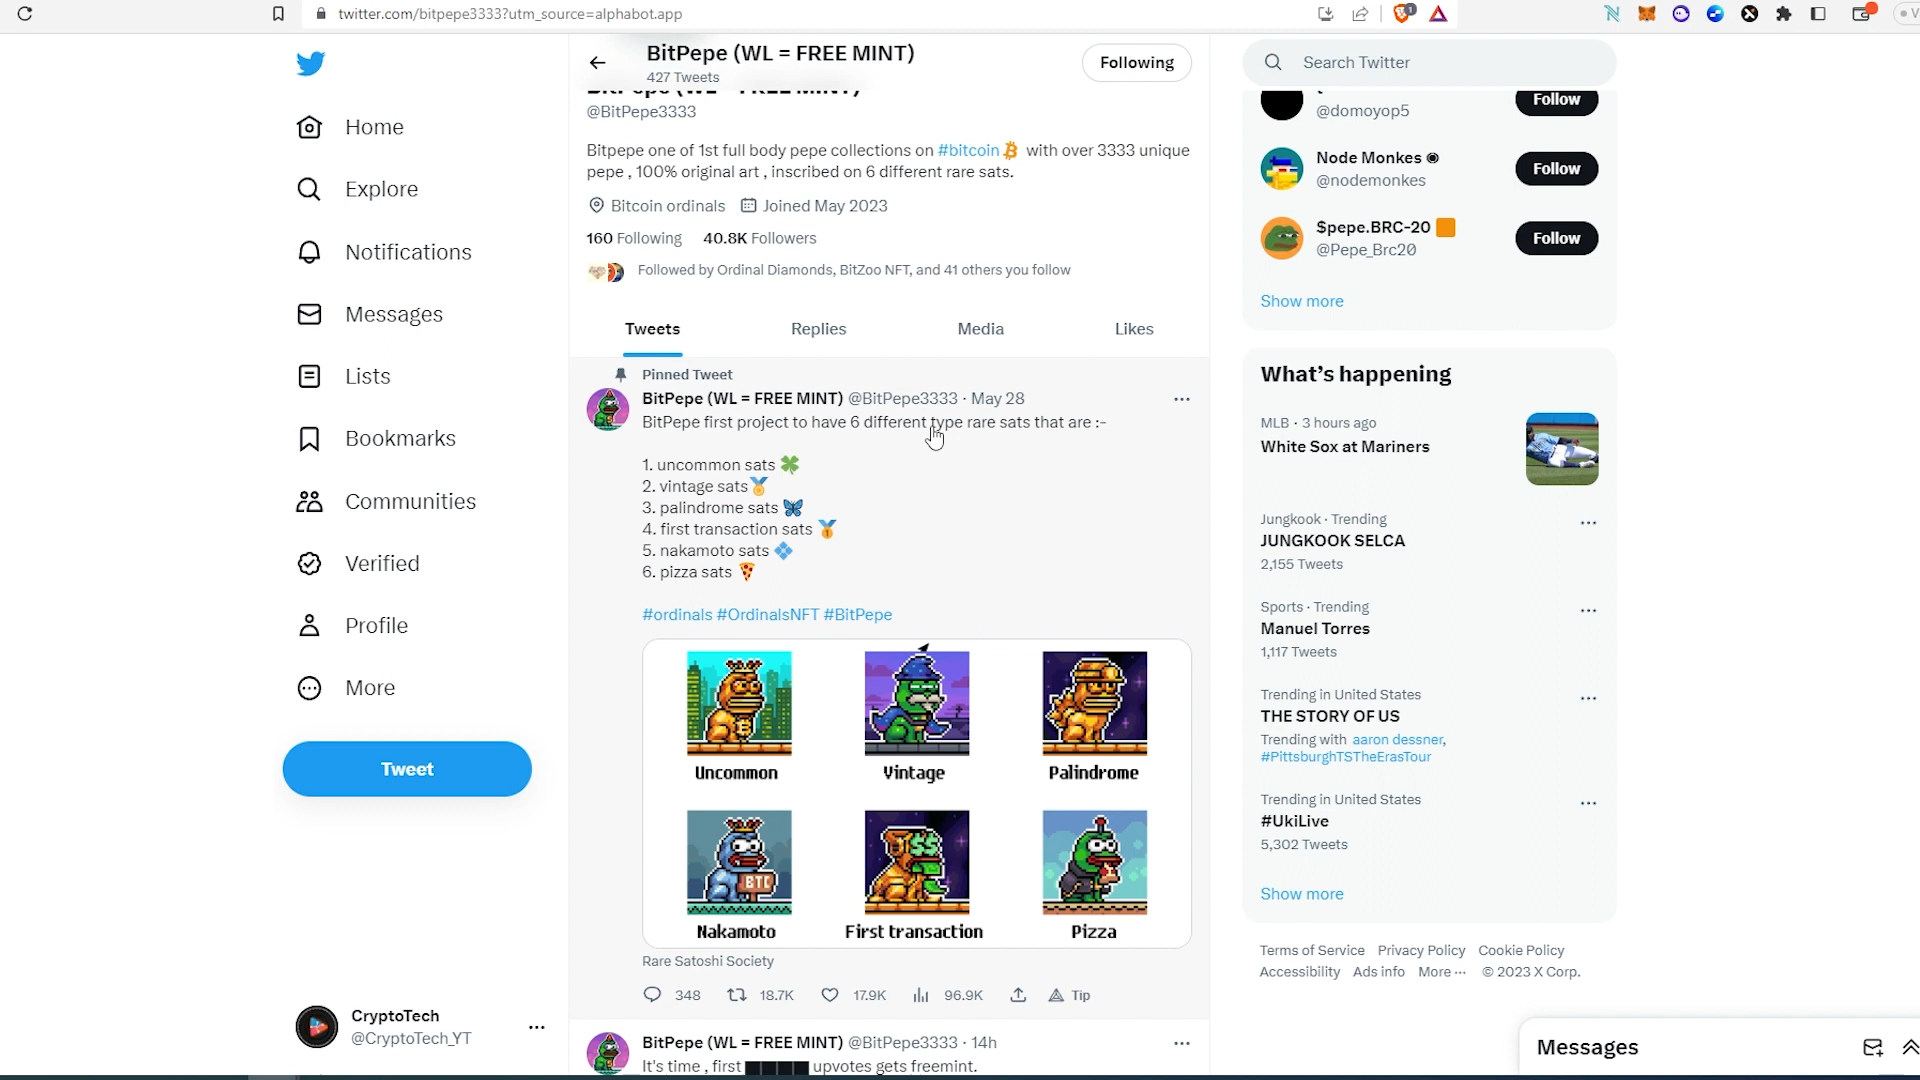 twitter.com/bitpepe3333?utm_source=alphabot.app
1
BitPepe (WL = FREE MINT)
427 Tweets
Following
Search Twitter
Home
Explore
Notifications
Messages
Lists
Bookmarks
Communities
Verified
Profile
More
Tweet
CryptoTech
@CryptoTech_YT
BitPepe (WL = FREE MINT)
@BitPepe3333
Bitpepe one of 1st full body pepe collections on #bitcoin with over 3333 unique
pepe , 100% original art , inscribed on 6 different rare sats.
Bitcoin ordinals Joined May 2023
160 Following 40.8K Followers
Followed by Ordinal Diamonds, BitZoo NFT, and 41 others you follow
Tweets Replies Media Likes
Pinned Tweet
BitPepe (WL = FREE MINT) @BitPepe3333 · May 28
BitPepe first project to have 6 different type rare sats that are :-
1. uncommon sats 🍀
2. vintage sats🏅
3. palindrome sats 🦋
4. first transaction sats 🥇
5. nakamoto sats 💠
6. pizza sats 🍕
#ordinals #OrdinalsNFT #BitPepe
Uncommon Vintage Palindrome
BTC
$$
Nakamoto First transaction Pizza
Rare Satoshi Society
348 18.7K 17.9K 96.9K Tip
BitPepe (WL = FREE MINT) @BitPepe3333 · 14h
It's time , first █████ upvotes gets freemint.
@domoyop5
Follow
Node Monkes
@nodemonkes
Follow
$pepe.BRC-20 🟧
@Pepe_Brc20
Follow
Show more
What's happening
MLB · 3 hours ago
White Sox at Mariners
Jungkook · Trending
JUNGKOOK SELCA
2,155 Tweets
Sports · Trending
Manuel Torres
1,117 Tweets
Trending in United States
THE STORY OF US
Trending with aaron dessner,
#PittsburghTSTheErasTour
Trending in United States
#UkiLive
5,302 Tweets
Show more
Terms of Service Privacy Policy Cookie Policy
Accessibility Ads info More ··· © 2023 X Corp.
Messages